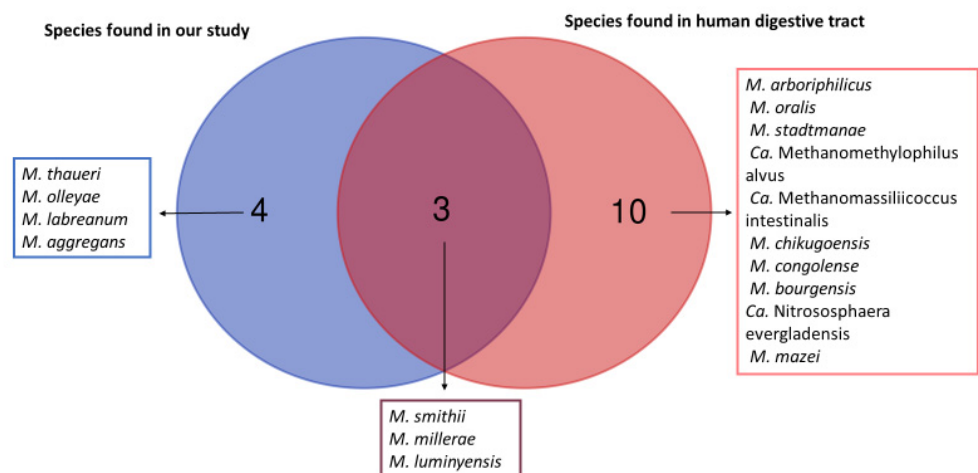 Species found in our study
Species found in human digestive tract
M. thaueri
M. olleyae
M. labreanum
M. aggregans
4
3
10
M. arboriphilicus
M. oralis
M. stadtmanae
Ca. Methanomethylophilus
alvus
Ca. Methanomassiliicoccus
intestinalis
M. chikugoensis
M. congolense
M. bourgensis
Ca. Nitrososphaera
evergladensis
M. mazei
M. smithii
M. millerae
M. luminyensis